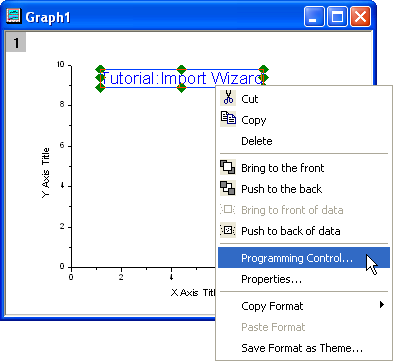 Graph1
1
Tutorial:Import Wizard
10
8
6
4
2
0
Y Axis Title
0
2
4
X Axis Titl
Cut
Copy
Delete
Bring to the front
Push to the back
Bring to front of data
Push to back of data
Programming Control...
Properties...
Copy Format
Paste Format
Save Format as Theme...